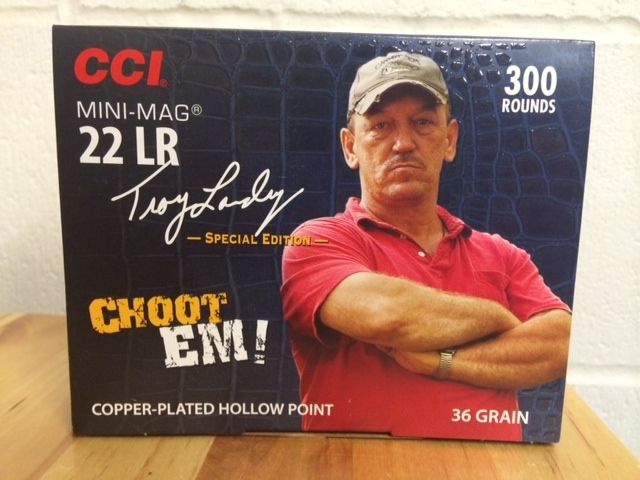 CCI®
MINI-MAG®
22 LR
300
ROUNDS
Troy Landry
— SPECIAL EDITION —
CHOOT
EM!
COPPER-PLATED HOLLOW POINT
36 GRAIN